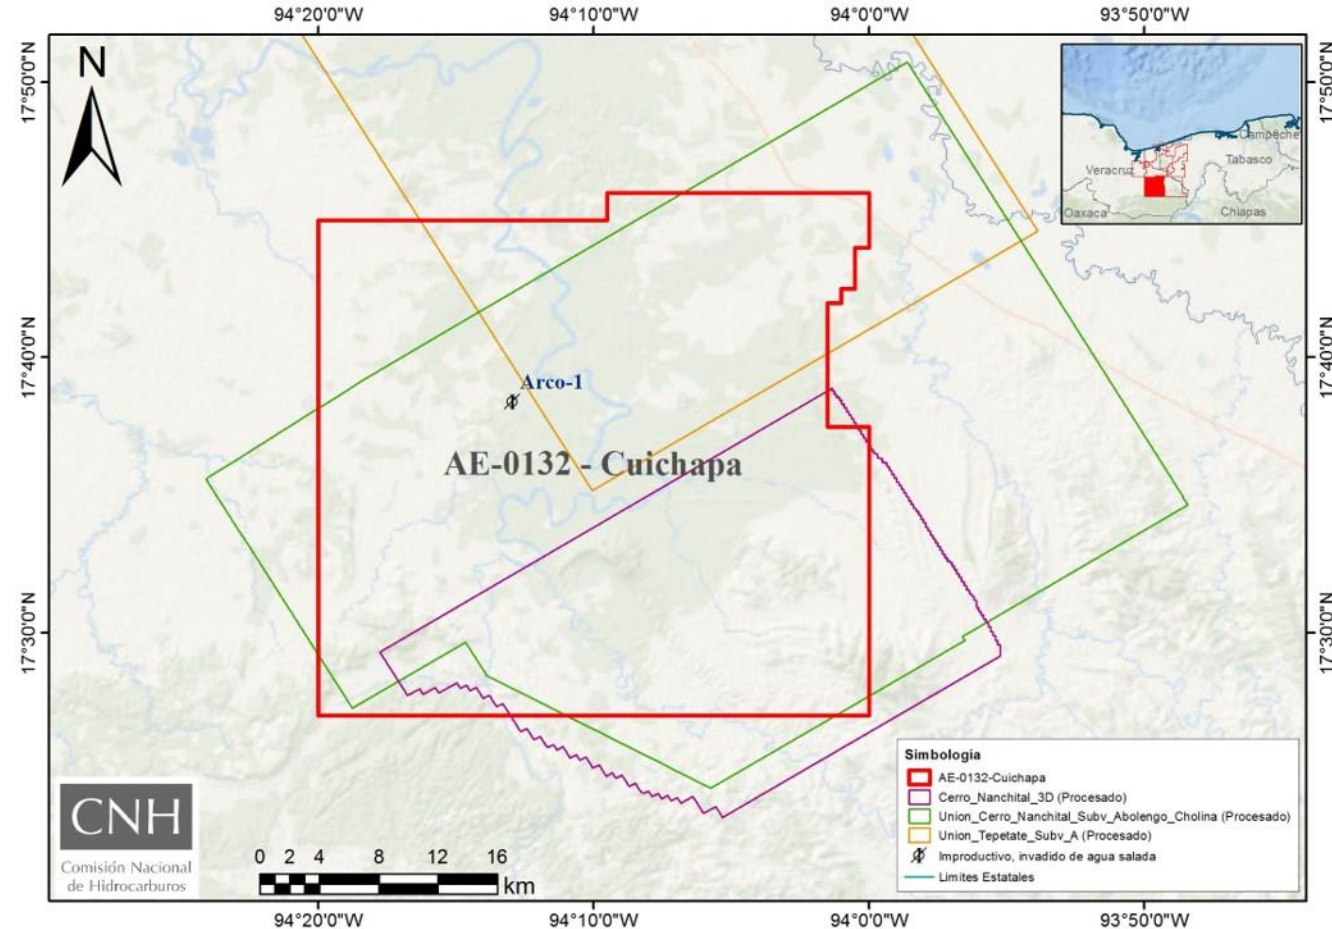 94°20'0"W
94°10'0"W
94°0'0"W
93°50'0"W
17°50'0"N
17°40'0"N
17°30'0"N
17°50'0"N
17°40'0"N
17°30'0"N
N
Campeche
Tabasco
Veracruz
Oaxaca
Chiapas
Arco-1
AE-0132 - Cuichapa
CNH
Comisión Nacional
de Hidrocarburos
0 2 4 8 12 16
km
Simbología
AE-0132-Cuichapa
Cerro_Nanchital_3D (Procesado)
Union_Cerro_Nanchital_Subv_Abolengo_Cholina (Procesado)
Union_Tepetate_Subv_A (Procesado)
Improductivo, invadido de agua salada
Limites Estatales
94°20'0"W
94°10'0"W
94°0'0"W
93°50'0"W